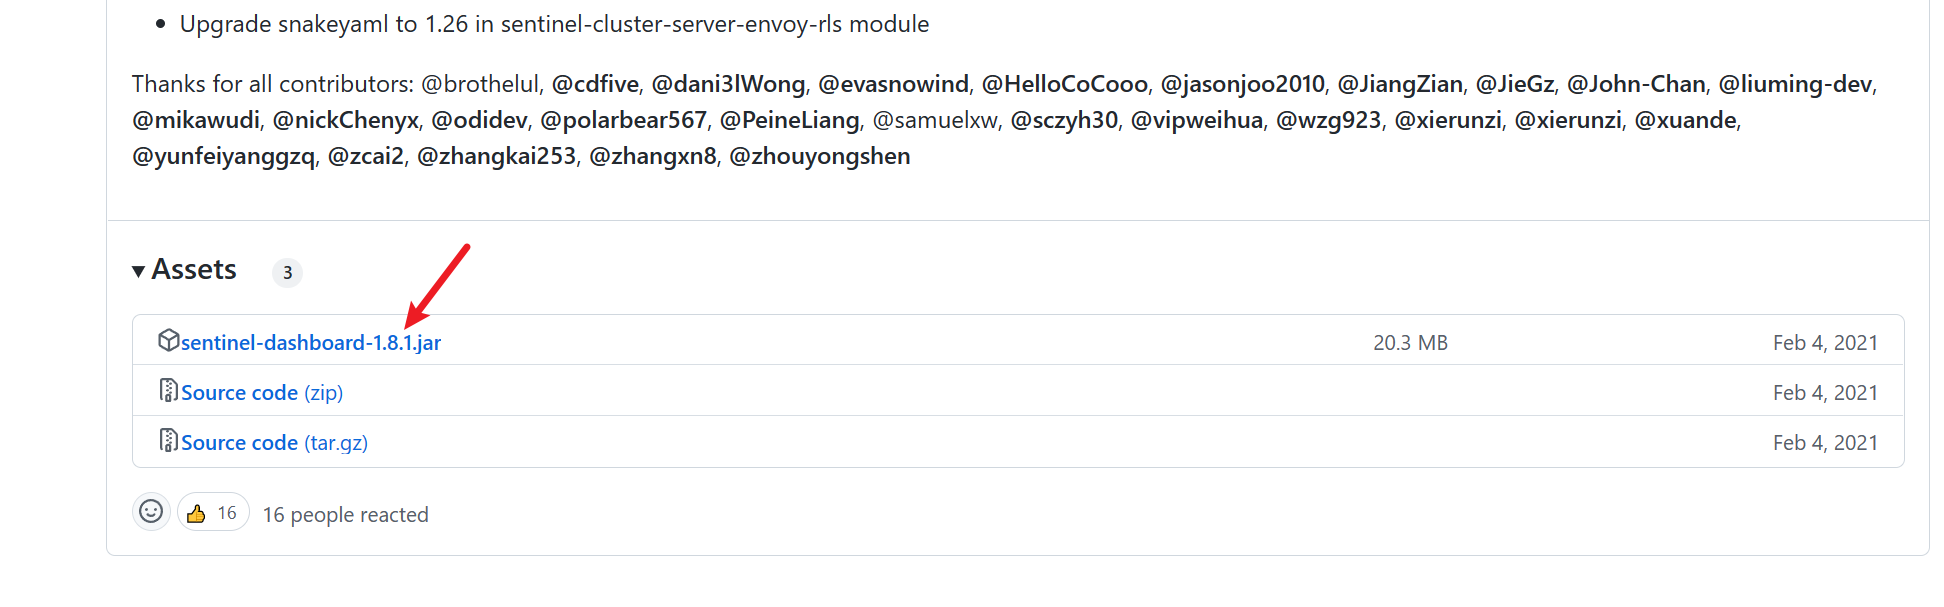 • Upgrade snakeyaml to 1.26 in sentinel-cluster-server-envoy-rls module
Thanks for all contributors: @brothelul, @cdfive, @dani3lWong, @evasnowind, @HelloCoCooo, @jasonjoo2010, @JiangZian, @JieGz, @John-Chan, @liuming-dev,
@mikawudi, @nickChenyx, @odidev, @polarbear567, @PeineLiang, @samuelxw, @sczyh30, @vipweihua, @wzg923, @xierunzi, @xierunzi, @xuande,
@yunfeiyanggzq, @zcai2, @zhangkai253, @zhangxn8, @zhouyongshen
Assets 3
sentinel-dashboard-1.8.1.jar 20.3 MB Feb 4, 2021
Source code (zip) Feb 4, 2021
Source code (tar.gz) Feb 4, 2021
👍 16 16 people reacted